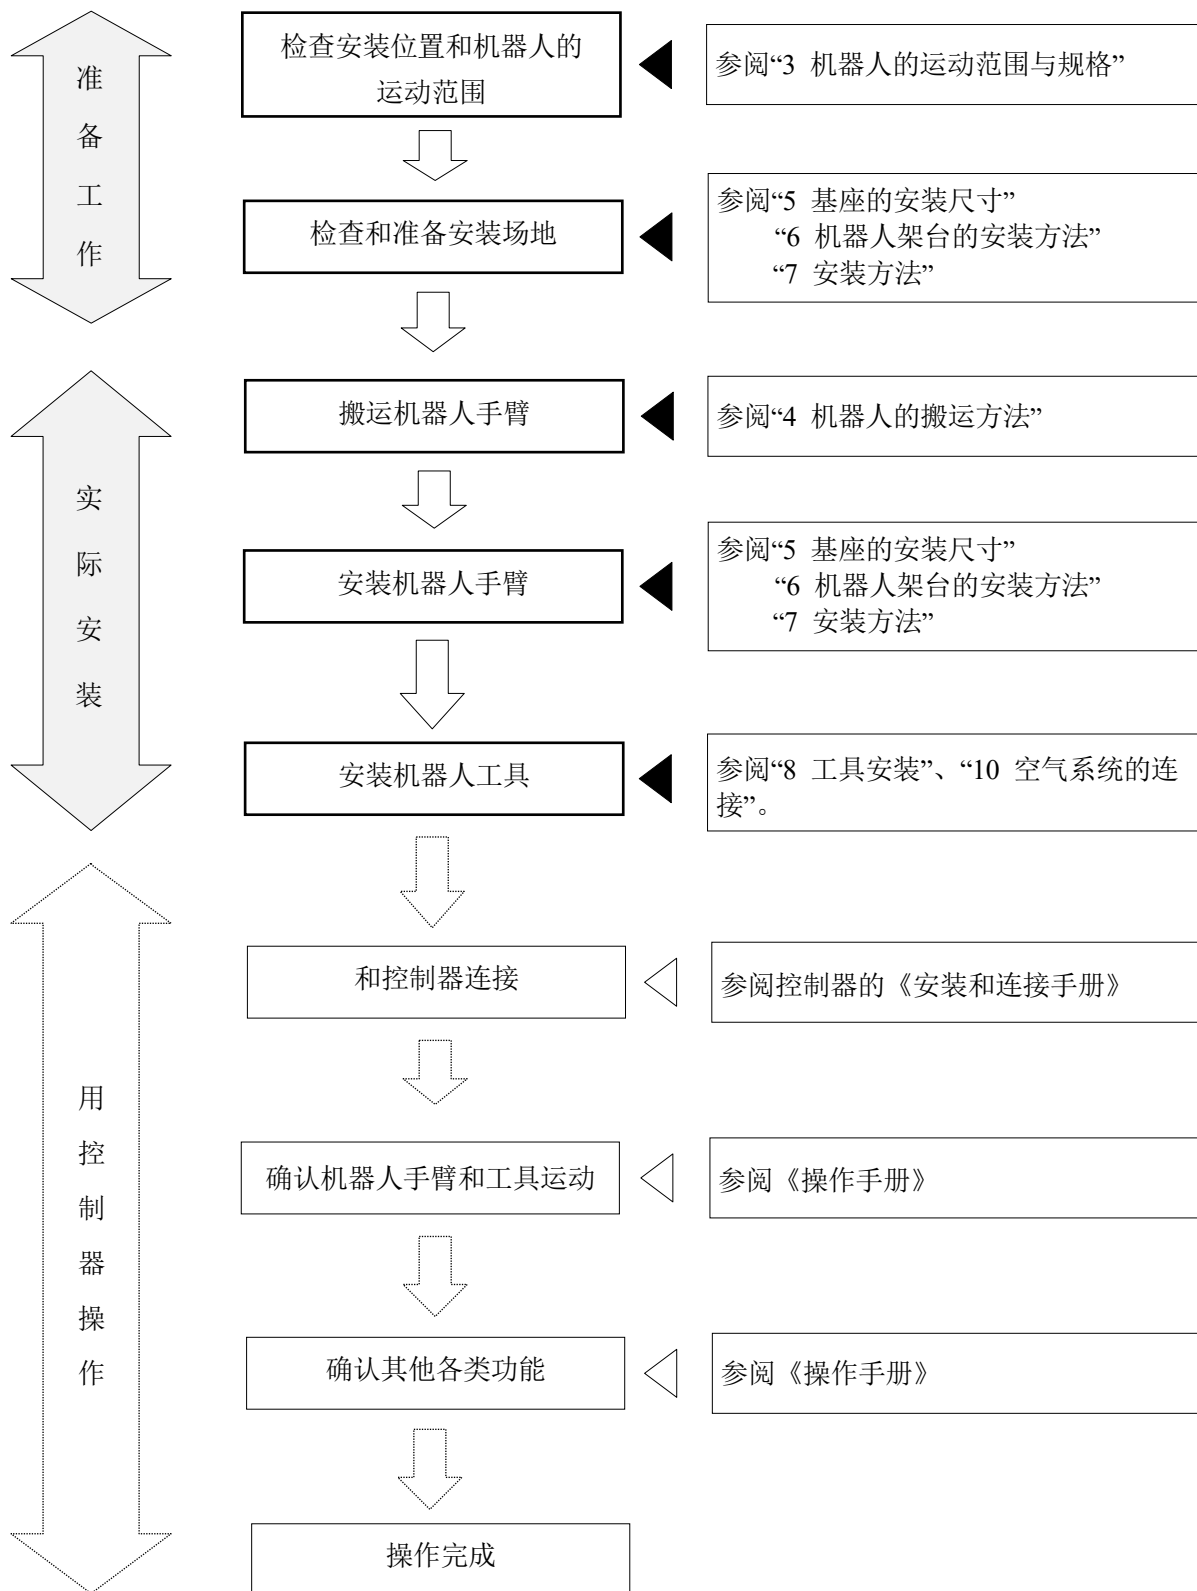 准备工作
检查安装位置和机器人的
运动范围
参阅“3 机器人的运动范围与规格”
检查和准备安装场地
参阅“5 基座的安装尺寸”
“6 机器人架台的安装方法”
“7 安装方法”
实际安装
搬运机器人手臂
参阅“4 机器人的搬运方法”
安装机器人手臂
参阅“5 基座的安装尺寸”
“6 机器人架台的安装方法”
“7 安装方法”
安装机器人工具
参阅“8 工具安装”、“10 空气系统的连
接”。
用控制器操作
和控制器连接
参阅控制器的《安装和连接手册》
确认机器人手臂和工具运动
参阅《操作手册》
确认其他各类功能
参阅《操作手册》
操作完成